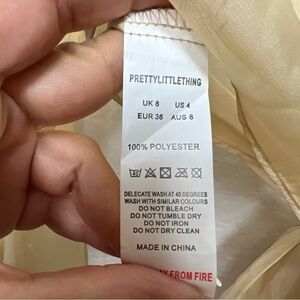 PRETTYLITTLETHING
UK 8 US 4
EUR 36 AUS 8
100% POLYESTER
DELICATE WASH AT 40 DEGREES
WASH WITH SIMILAR COLOURS
DO NOT BLEACH
DO NOT TUMBLE DRY
DO NOT IRON
DO NOT DRY CLEAN
MADE IN CHINA
FROM FIRE